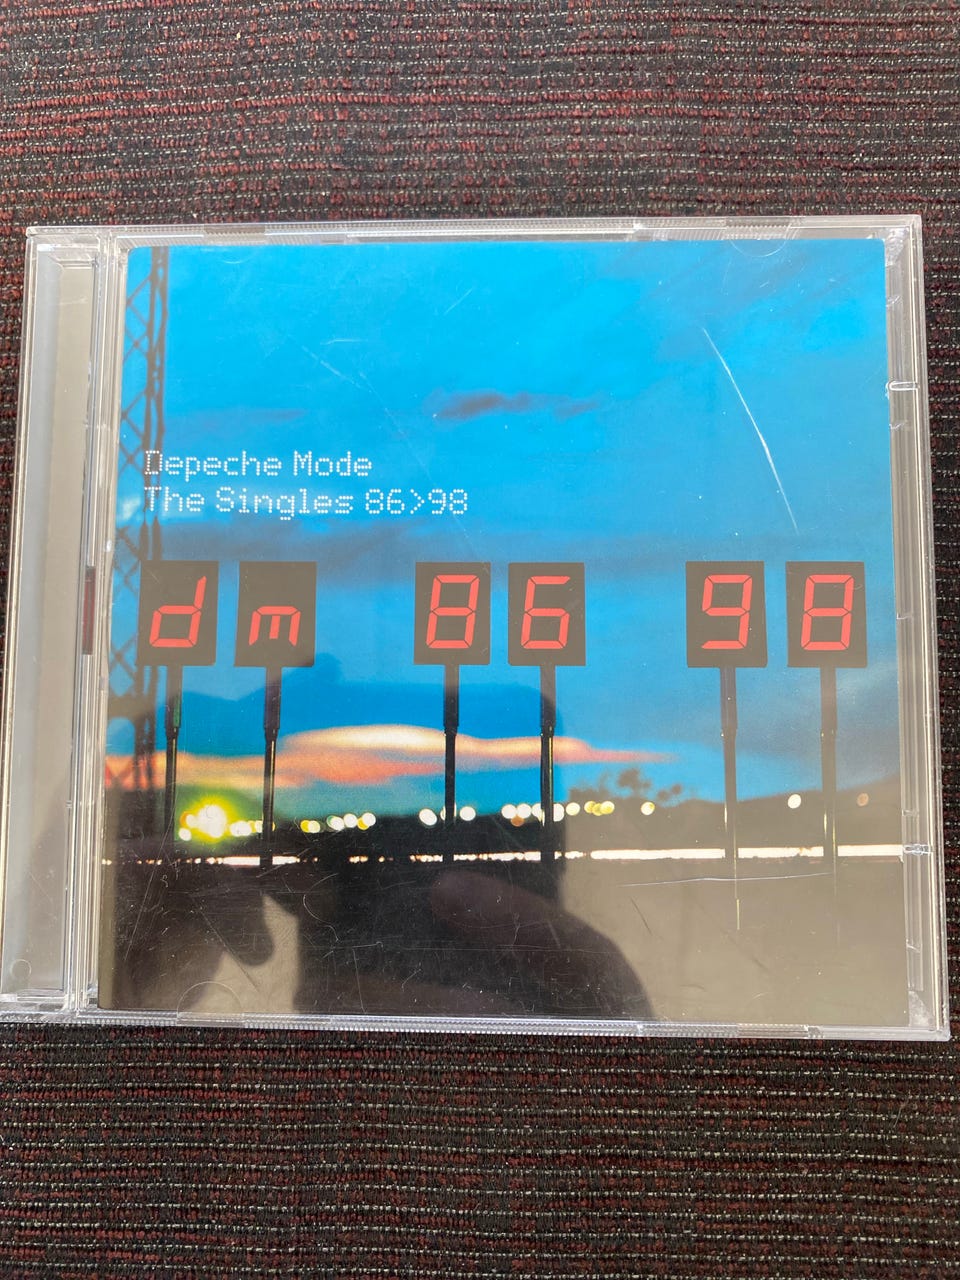 Depeche Mode
The Singles 86>98
dm 86 98